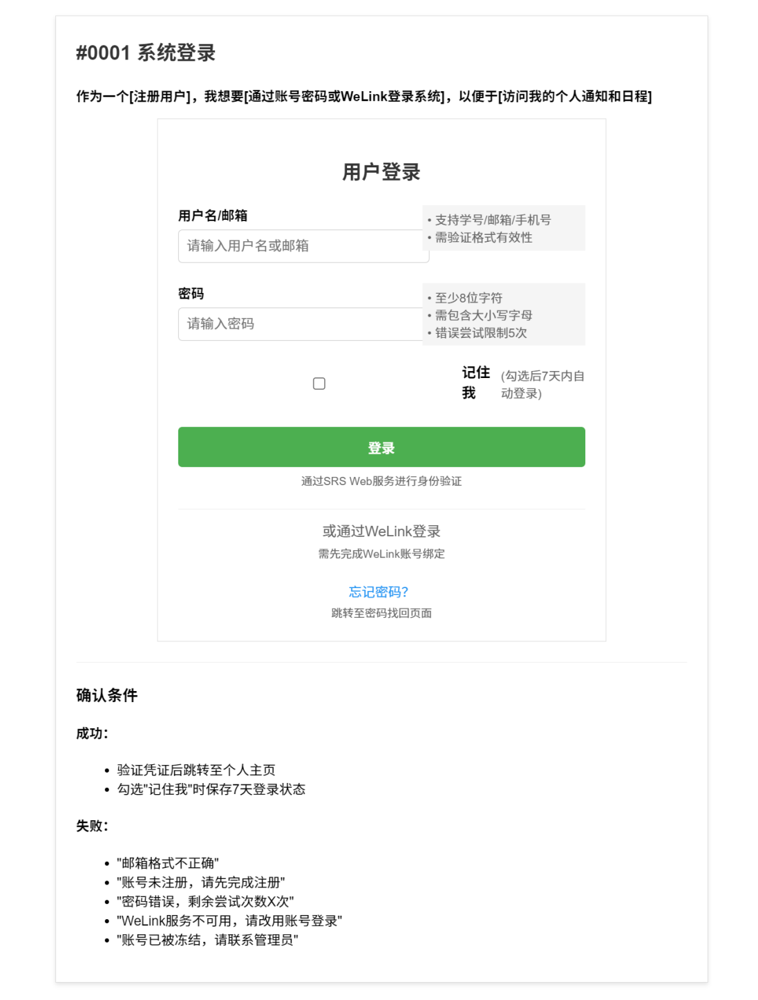 #0001 系统登录
作为一个[注册用户]，我想要[通过账号密码或WeLink登录系统]，以便于[访问我的个人通知和日程]
用户登录
用户名/邮箱
请输入用户名或邮箱
• 支持学号/邮箱/手机号
• 需验证格式有效性
密码
请输入密码
• 至少8位字符
• 需包含大小写字母
• 错误尝试限制5次
记住
我
(勾选后7天内自
动登录)
登录
通过SRS Web服务进行身份验证
或通过WeLink登录
需先完成WeLink账号绑定
忘记密码？
跳转至密码找回页面
确认条件
成功：
• 验证凭证后跳转至个人主页
• 勾选"记住我"时保存7天登录状态
失败：
• "邮箱格式不正确"
• "账号未注册，请先完成注册"
• "密码错误，剩余尝试次数X次"
• "WeLink服务不可用，请改用账号登录"
• "账号已被冻结，请联系管理员"